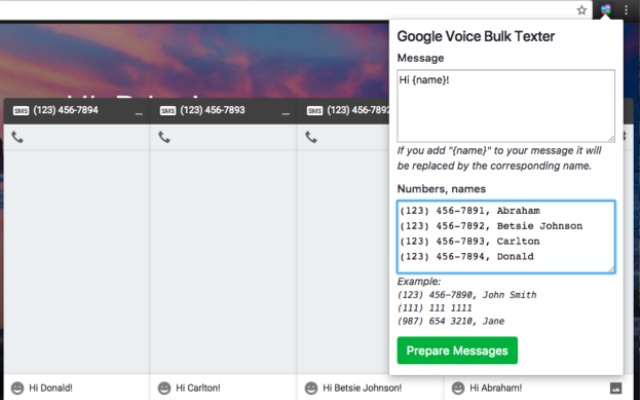 Google Voice Bulk Texter
Message
Hi {name}!
If you add "{name}" to your message it will
be replaced by the corresponding name.
Numbers, names
(123) 456-7891, Abraham
(123) 456-7892, Betsie Johnson
(123) 456-7893, Carlton
(123) 456-7894, Donald
Example:
(123) 456-7890, John Smith
(111) 111 1111
(987) 654 3210, Jane
Prepare Messages
SMS (123) 456-7894
SMS (123) 456-7893
SMS (123) 456-7892
Hi Donald!
Hi Carlton!
Hi Betsie Johnson!
Hi Abraham!